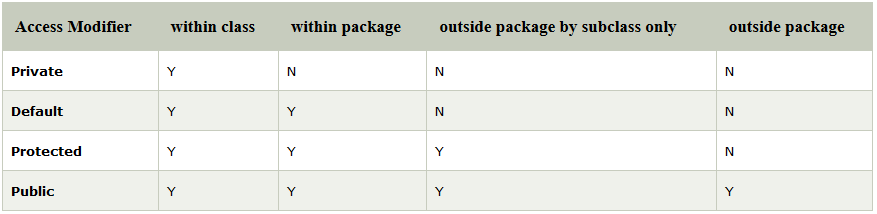 Access Modifier within class within package outside package by subclass only outside package
Private Y N N N
Default Y Y N N
Protected Y Y Y N
Public Y Y Y Y